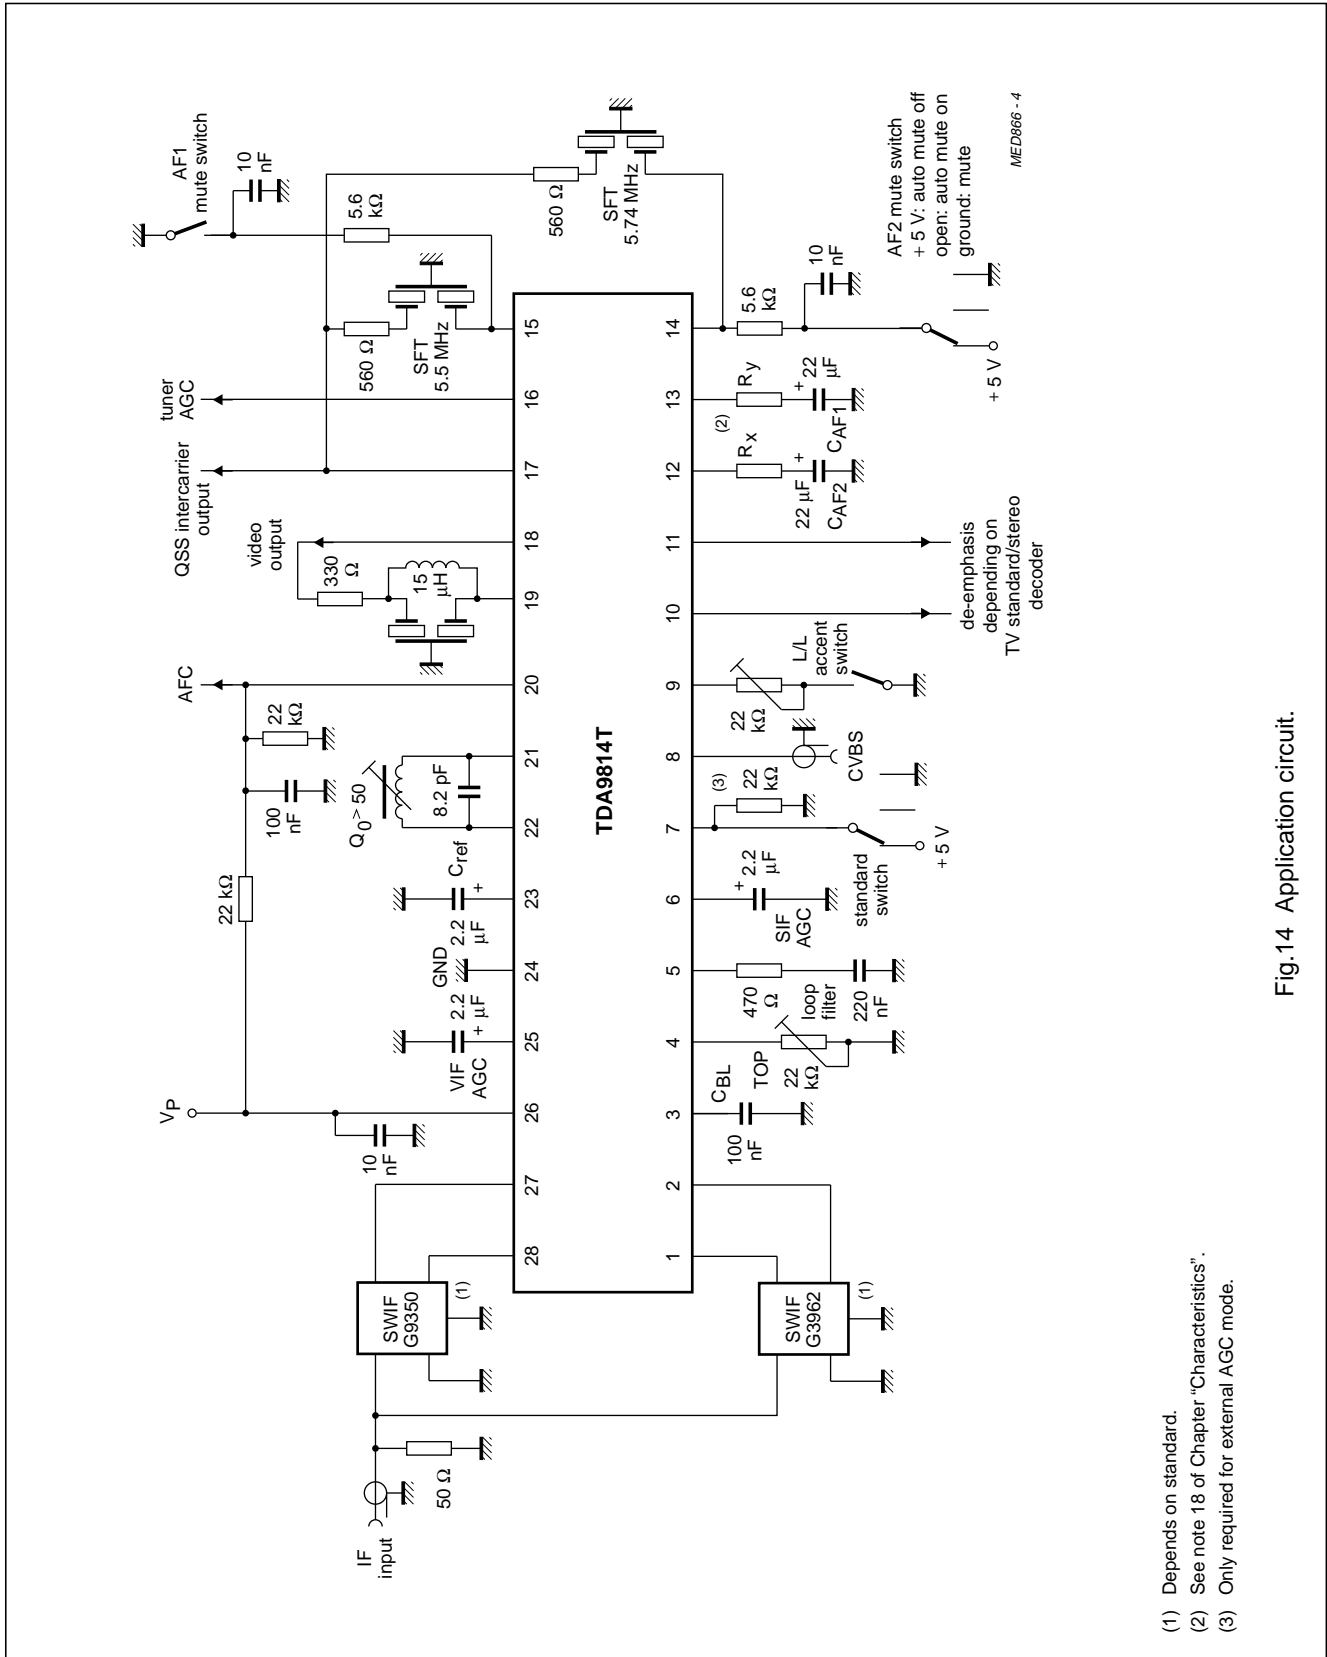 IF
input
50 Ω
SWIF
G9350
(1)
SWIF
G3962
(1)
VP
10
nF
22 kΩ
100
nF
22
kΩ
AFC
VIF
AGC
2.2
µF
+
GND
2.2
µF
Cref
+
Q0 > 50
8.2 pF
video
output
330
Ω
15
µH
QSS intercarrier
output
tuner
AGC
560 Ω
SFT
5.5 MHz
5.6
kΩ
AF1
mute switch
10
nF
560 Ω
SFT
5.74 MHz
28
27
26
25
24
23
22
21
20
19
18
17
16
15
TDA9814T
1
2
3
4
5
6
7
8
9
10
11
12
13
14
100
nF
CBL
TOP
22
kΩ
470
Ω
loop
filter
220
nF
SIF
AGC
+
2.2
µF
standard
switch
(3)
22
kΩ
+ 5 V
CVBS
22
kΩ
L/L
accent
switch
de-emphasis
depending on
TV standard/stereo
decoder
Rx
22 µF
+
CAF2
(2)
Ry
+
22
µF
CAF1
5.6
kΩ
10
nF
+ 5 V
AF2 mute switch
+ 5 V: auto mute off
open: auto mute on
ground: mute
MED866 - 4
(1) Depends on standard.
(2) See note 18 of Chapter “Characteristics”.
(3) Only required for external AGC mode.
Fig.14 Application circuit.